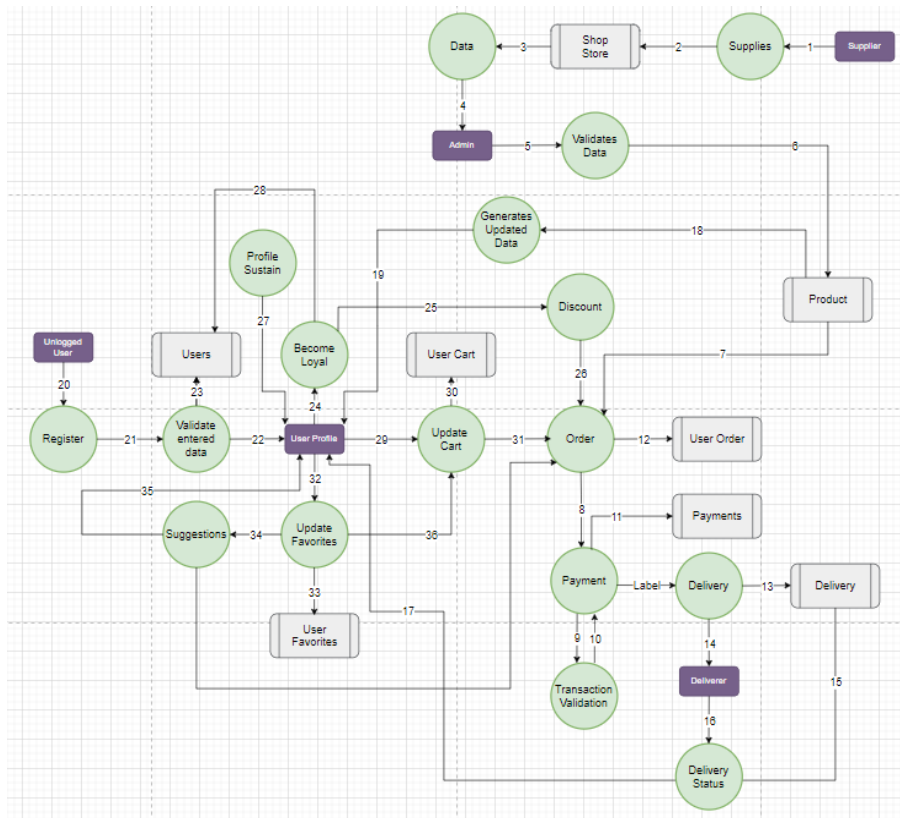 Data
3
Shop
Store
2
Supplies
1
Supplier
4
Admin
5
Validates
Data
6
28
Generates
Updated
Data
18
Profile
Sustain
19
Product
25
Discount
27
Unlogged
User
Users
Become
Loyal
User Cart
7
20
23
24
30
26
Register
21
Validate
entered
data
22
User Profile
29
Update
Cart
31
Order
12
User Order
35
32
8
Suggestions
34
Update
Favorites
36
11
Payments
33
Payment
Label
Delivery
13
Delivery
17
User
Favorites
9
10
14
Transaction
Validation
Deliverer
15
16
Delivery
Status